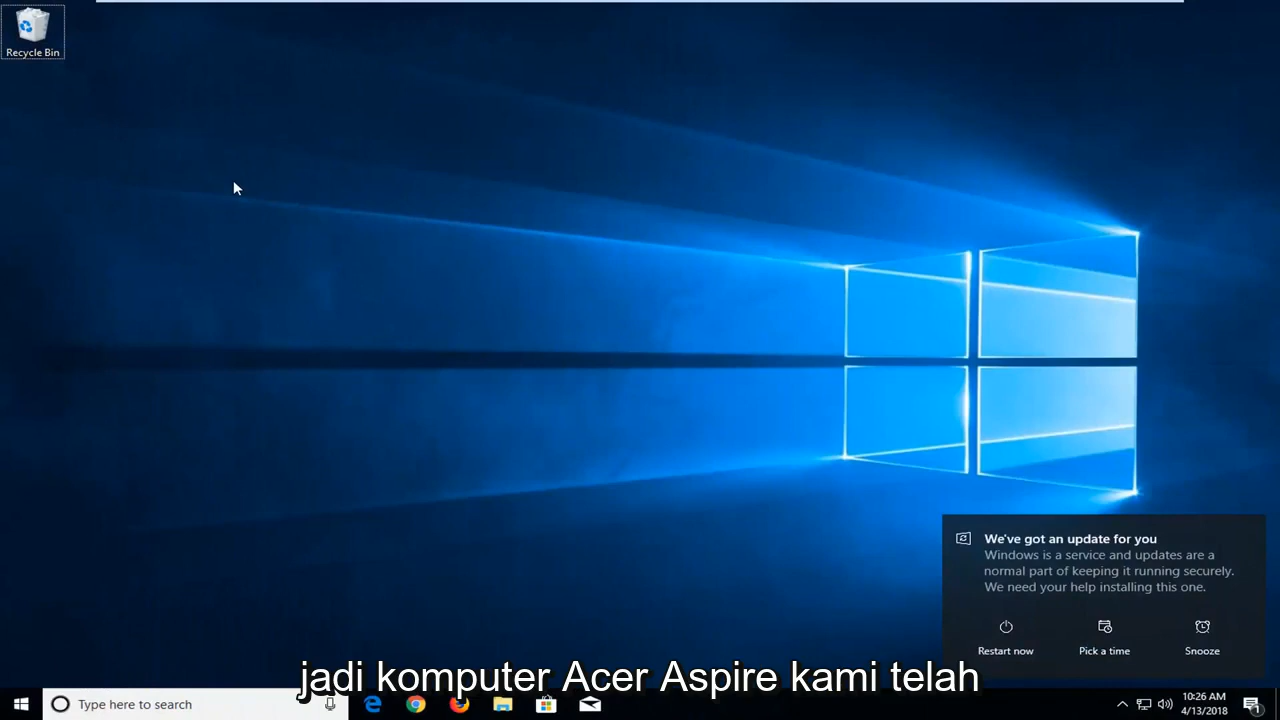 Recycle Bin
We've got an update for you
Windows is a service and updates are a
normal part of keeping it running securely.
We need your help installing this one.
Restart now
Pick a time
Snooze
jadi komputer Acer Aspire kami telah
Type here to search
10:26 AM
4/13/2018
1